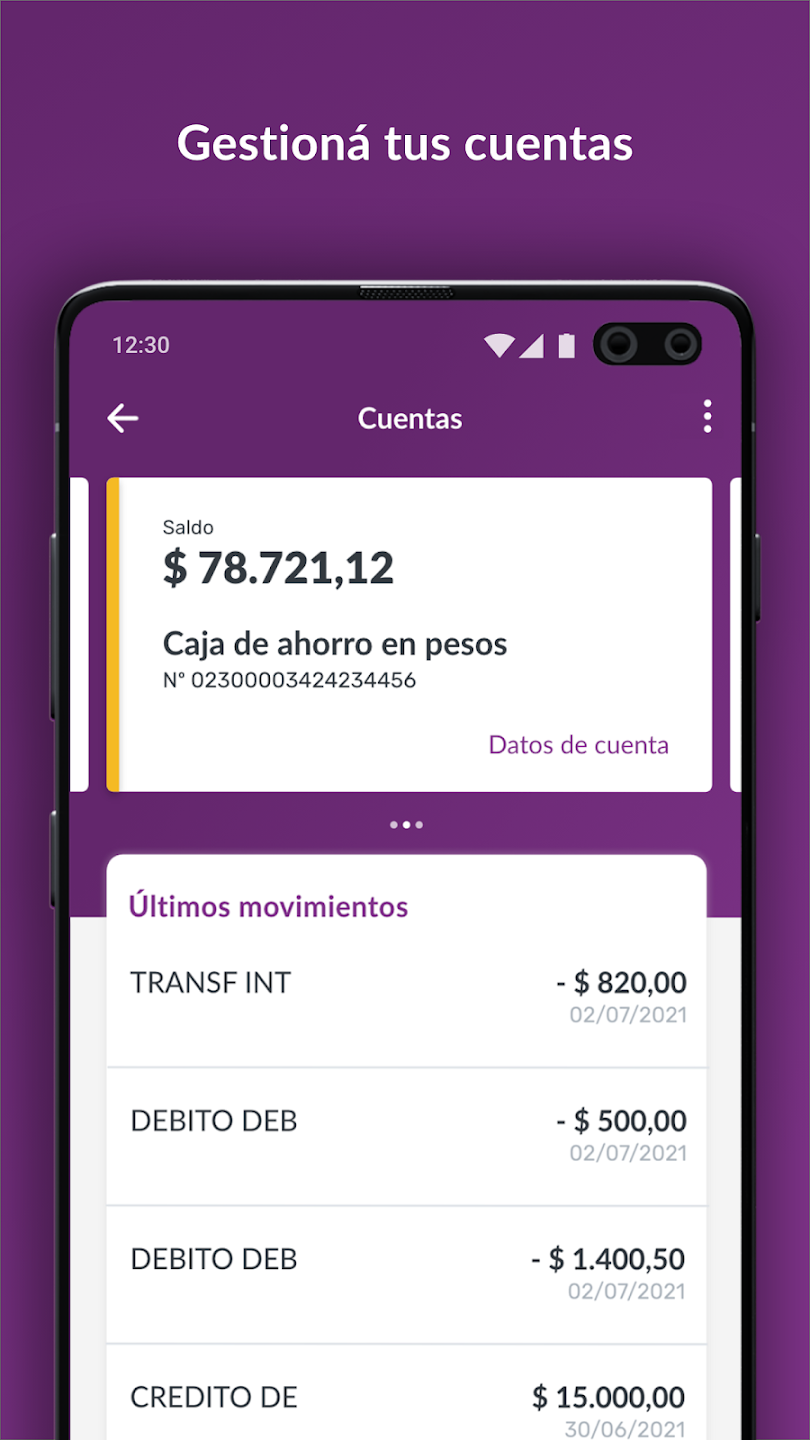 Gestioná tus cuentas
12:30
Cuentas
Saldo
$ 78.721,12
Caja de ahorro en pesos
Nº 02300003424234456
Datos de cuenta
Últimos movimientos
TRANSF INT - $ 820,00
02/07/2021
DEBITO DEB - $ 500,00
02/07/2021
DEBITO DEB - $ 1.400,50
02/07/2021
CREDITO DE $ 15.000,00
30/06/2021